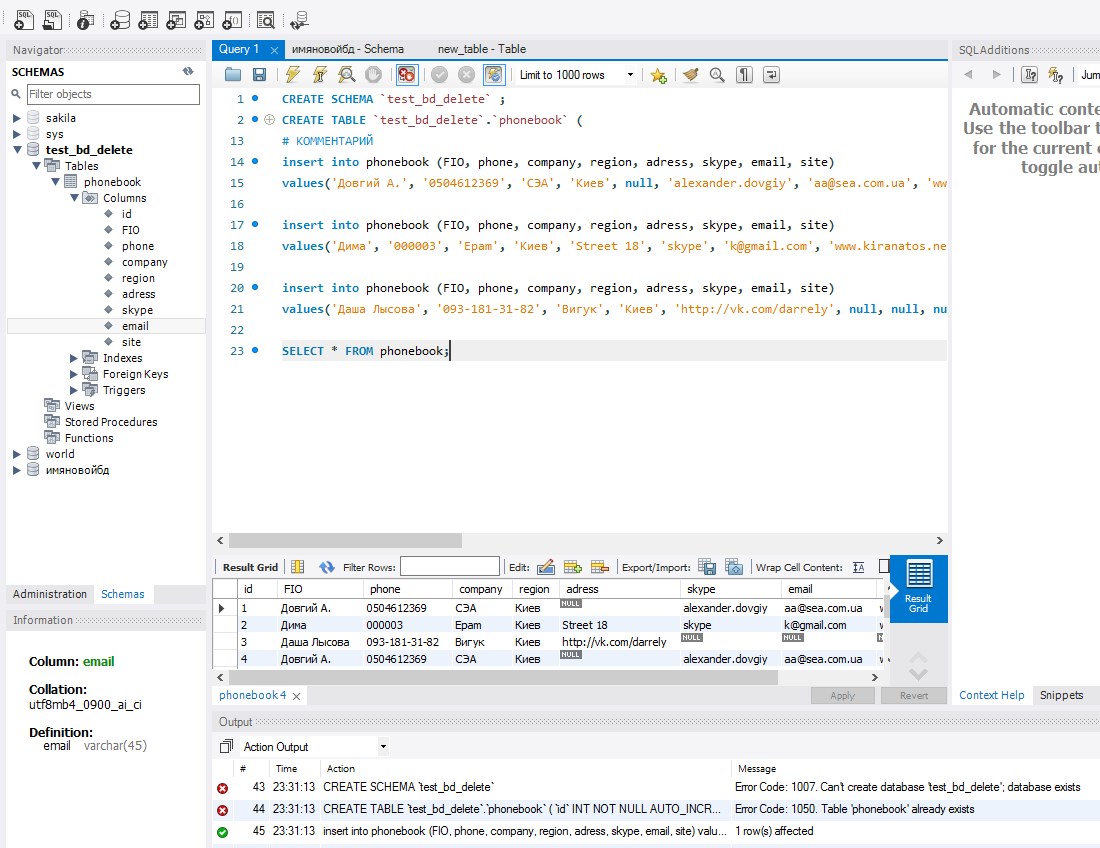 Navigator
SCHEMAS
Filter objects
sakila
sys
test_bd_delete
Tables
phonebook
Columns
id
FIO
phone
company
region
adress
skype
email
site
Indexes
Foreign Keys
Triggers
Views
Stored Procedures
Functions
world
имяновойбд
Administration Schemas
Information
Column: email
Collation:
utf8mb4_0900_ai_ci
Definition:
email varchar(45)
Query 1 имяновойбд - Schema new_table - Table
Limit to 1000 rows
1 CREATE SCHEMA `test_bd_delete` ;
2 CREATE TABLE `test_bd_delete`.`phonebook` (
13 # КОММЕНТАРИЙ
14 insert into phonebook (FIO, phone, company, region, adress, skype, email, site)
15 values('Довгий А.', '0504612369', 'СЭА', 'Киев', null, 'alexander.dovgiy', 'aa@sea.com.ua', 'ww
16
17 insert into phonebook (FIO, phone, company, region, adress, skype, email, site)
18 values('Дима', '000003', 'Epam', 'Киев', 'Street 18', 'skype', 'k@gmail.com', 'www.kiranatos.ne
19
20 insert into phonebook (FIO, phone, company, region, adress, skype, email, site)
21 values('Даша Лысова', '093-181-31-82', 'Вигук', 'Киев', 'http://vk.com/darrely', null, null, nu
22
23 SELECT * FROM phonebook;
Result Grid Filter Rows: Edit: Export/Import: Wrap Cell Content:
id FIO phone company region adress skype email
1 Довгий А. 0504612369 СЭА Киев NULL alexander.dovgiy aa@sea.com.ua
2 Дима 000003 Epam Киев Street 18 skype k@gmail.com
3 Даша Лысова 093-181-31-82 Вигук Киев http://vk.com/darrely NULL NULL
4 Довгий А. 0504612369 СЭА Киев NULL alexander.dovgiy aa@sea.com.ua
Result
Grid
phonebook 4 Apply Revert
Output
Action Output
# Time Action Message
43 23:31:13 CREATE SCHEMA `test_bd_delete` Error Code: 1007. Can't create database 'test_bd_delete'; database exists
44 23:31:13 CREATE TABLE `test_bd_delete`.`phonebook` ( `id` INT NOT NULL AUTO_INCR... Error Code: 1050. Table 'phonebook' already exists
45 23:31:13 insert into phonebook (FIO, phone, company, region, adress, skype, email, site) valu... 1 row(s) affected
SQLAdditions
Jum
Automatic conte
Use the toolbar t
for the current c
toggle aut
Context Help Snippets